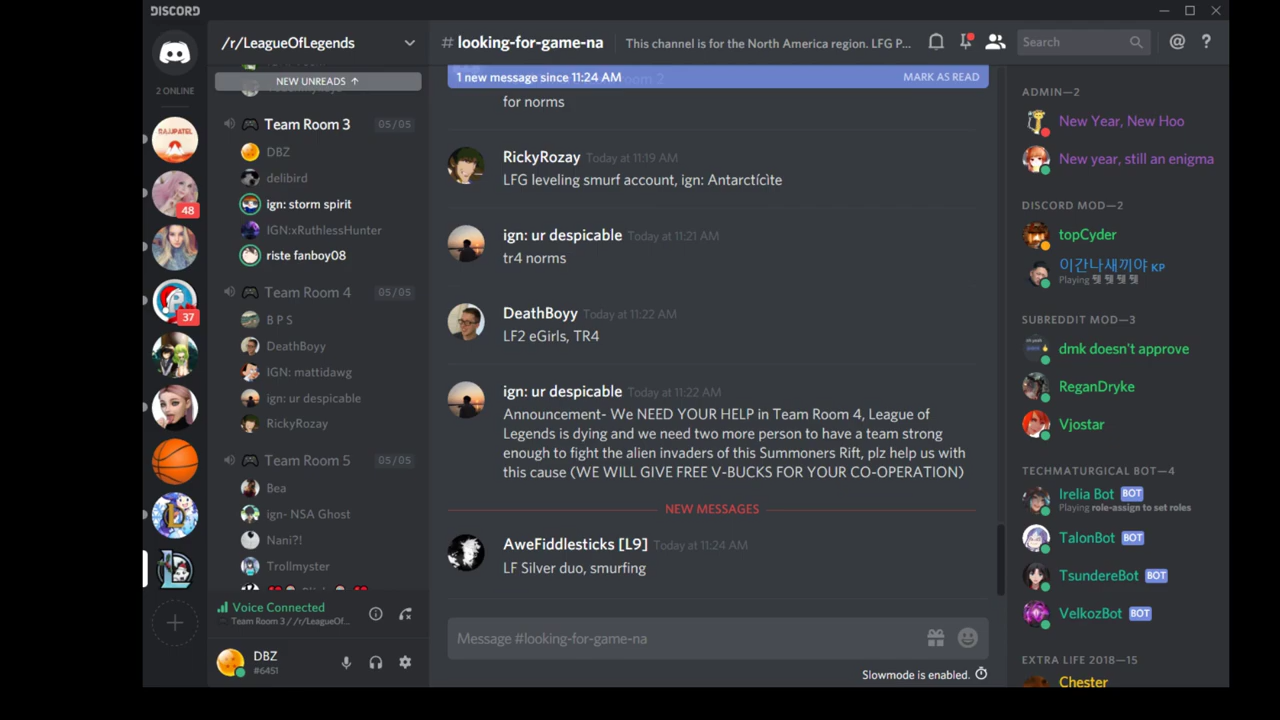 DISCORD
2 ONLINE
BAJJPATEL
48
37
/r/LeagueOfLegends
NEW UNREADS ↑
Team Room 3 05/05
DBZ
delibird
ign: storm spirit
IGN:xRuthlessHunter
riste fanboy08
Team Room 4 05/05
B P S
DeathBoyy
IGN: mattidawg
ign: ur despicable
RickyRozay
Team Room 5 05/05
Bea
ign- NSA Ghost
Nani?!
Trollmyster
Voice Connected
Team Room 3 / /r/LeagueOf...
DBZ
#6451
# looking-for-game-na
This channel is for the North America region. LFG P...
Search
1 new message since 11:24 AM
MARK AS READ
for norms
RickyRozay Today at 11:19 AM
LFG leveling smurf account, ign: Antarctícìte
ign: ur despicable Today at 11:21 AM
tr4 norms
DeathBoyy Today at 11:22 AM
LF2 eGirls, TR4
ign: ur despicable Today at 11:22 AM
Announcement- We NEED YOUR HELP in Team Room 4, League of
Legends is dying and we need two more person to have a team strong
enough to fight the alien invaders of this Summoners Rift, plz help us with
this cause (WE WILL GIVE FREE V-BUCKS FOR YOUR CO-OPERATION)
NEW MESSAGES
AweFiddlesticks [L9] Today at 11:24 AM
LF Silver duo, smurfing
Message #looking-for-game-na
Slowmode is enabled.
ADMIN—2
New Year, New Hoo
New year, still an enigma
DISCORD MOD—2
topCyder
이간나새끼야 KP
Playing 퀫 퀫 퀫 퀫
SUBREDDIT MOD—3
dmk doesn't approve
ReganDryke
Vjostar
TECHMATURGICAL BOT—4
Irelia Bot BOT
Playing role-assign to set roles
TalonBot BOT
TsundereBot BOT
VelkozBot BOT
EXTRA LIFE 2018—15
Chester